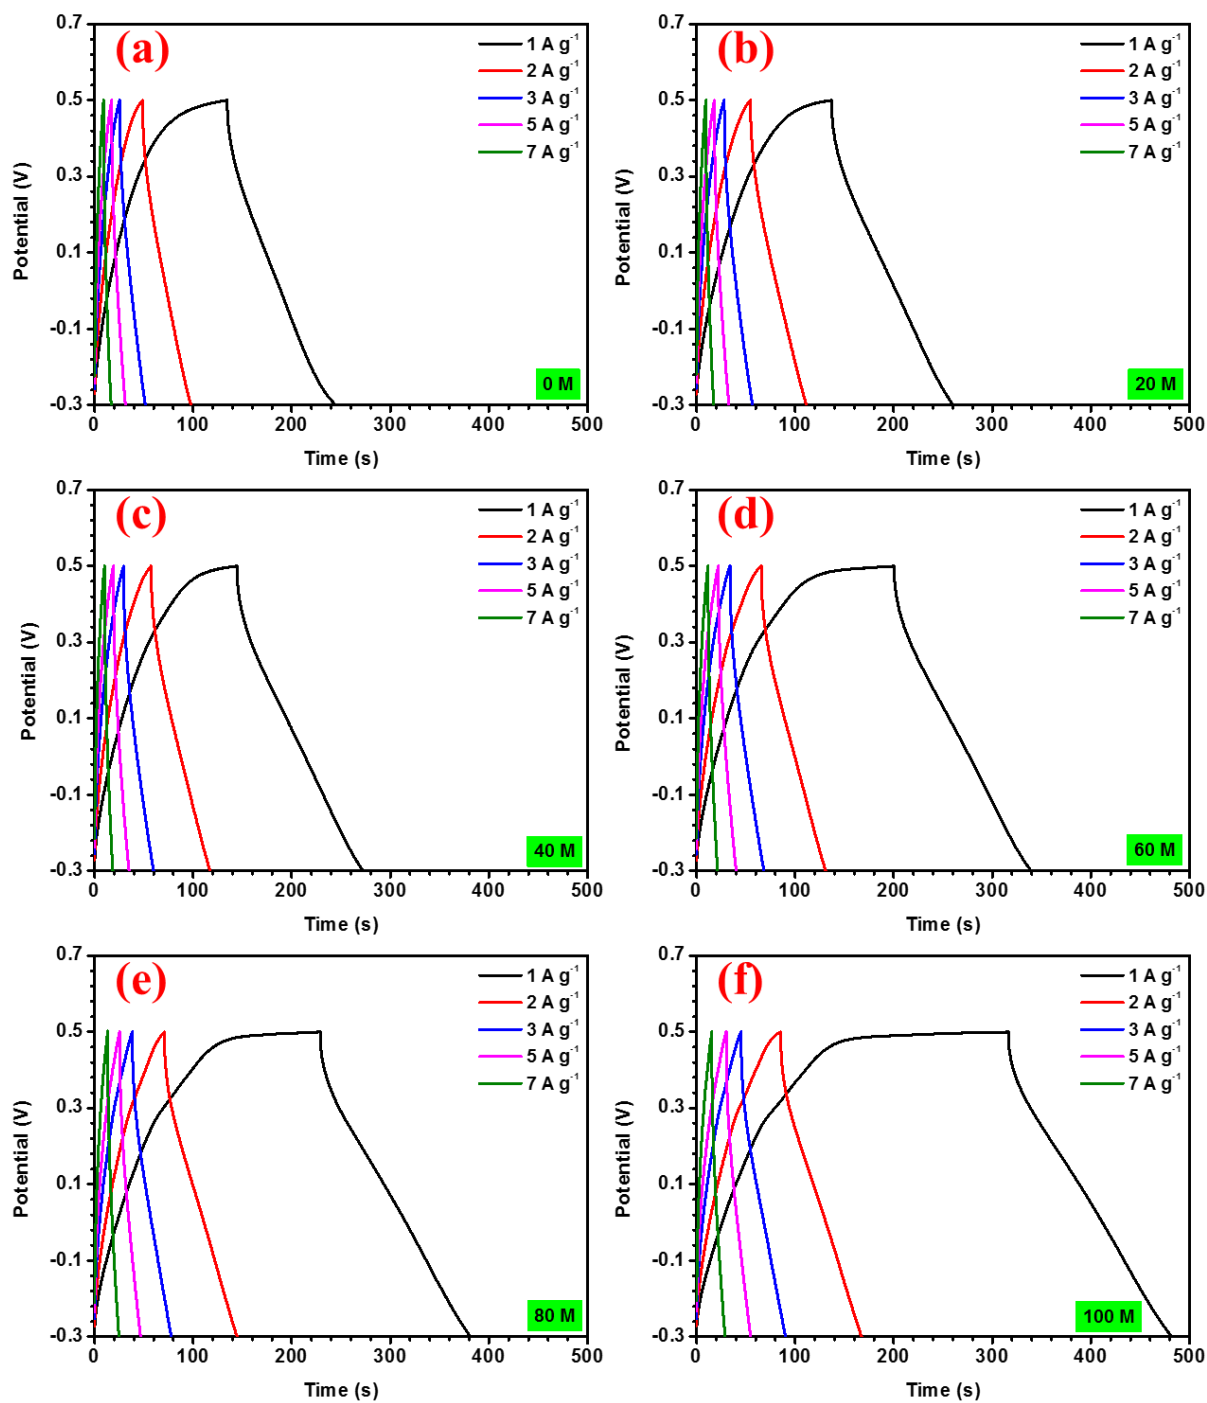 (a)
1 A g⁻¹
2 A g⁻¹
3 A g⁻¹
5 A g⁻¹
7 A g⁻¹
0.7
0.5
0.3
0.1
-0.1
-0.3
Potential (V)
0 M
0 100 200 300 400 500
Time (s)
(b)
1 A g⁻¹
2 A g⁻¹
3 A g⁻¹
5 A g⁻¹
7 A g⁻¹
0.7
0.5
0.3
0.1
-0.1
-0.3
Potential (V)
20 M
0 100 200 300 400 500
Time (s)
(c)
1 A g⁻¹
2 A g⁻¹
3 A g⁻¹
5 A g⁻¹
7 A g⁻¹
0.7
0.5
0.3
0.1
-0.1
-0.3
Potential (V)
40 M
0 100 200 300 400 500
Time (s)
(d)
1 A g⁻¹
2 A g⁻¹
3 A g⁻¹
5 A g⁻¹
7 A g⁻¹
0.7
0.5
0.3
0.1
-0.1
-0.3
Potential (V)
60 M
0 100 200 300 400 500
Time (s)
(e)
1 A g⁻¹
2 A g⁻¹
3 A g⁻¹
5 A g⁻¹
7 A g⁻¹
0.7
0.5
0.3
0.1
-0.1
-0.3
Potential (V)
80 M
0 100 200 300 400 500
Time (s)
(f)
1 A g⁻¹
2 A g⁻¹
3 A g⁻¹
5 A g⁻¹
7 A g⁻¹
0.7
0.5
0.3
0.1
-0.1
-0.3
Potential (V)
100 M
0 100 200 300 400 500
Time (s)